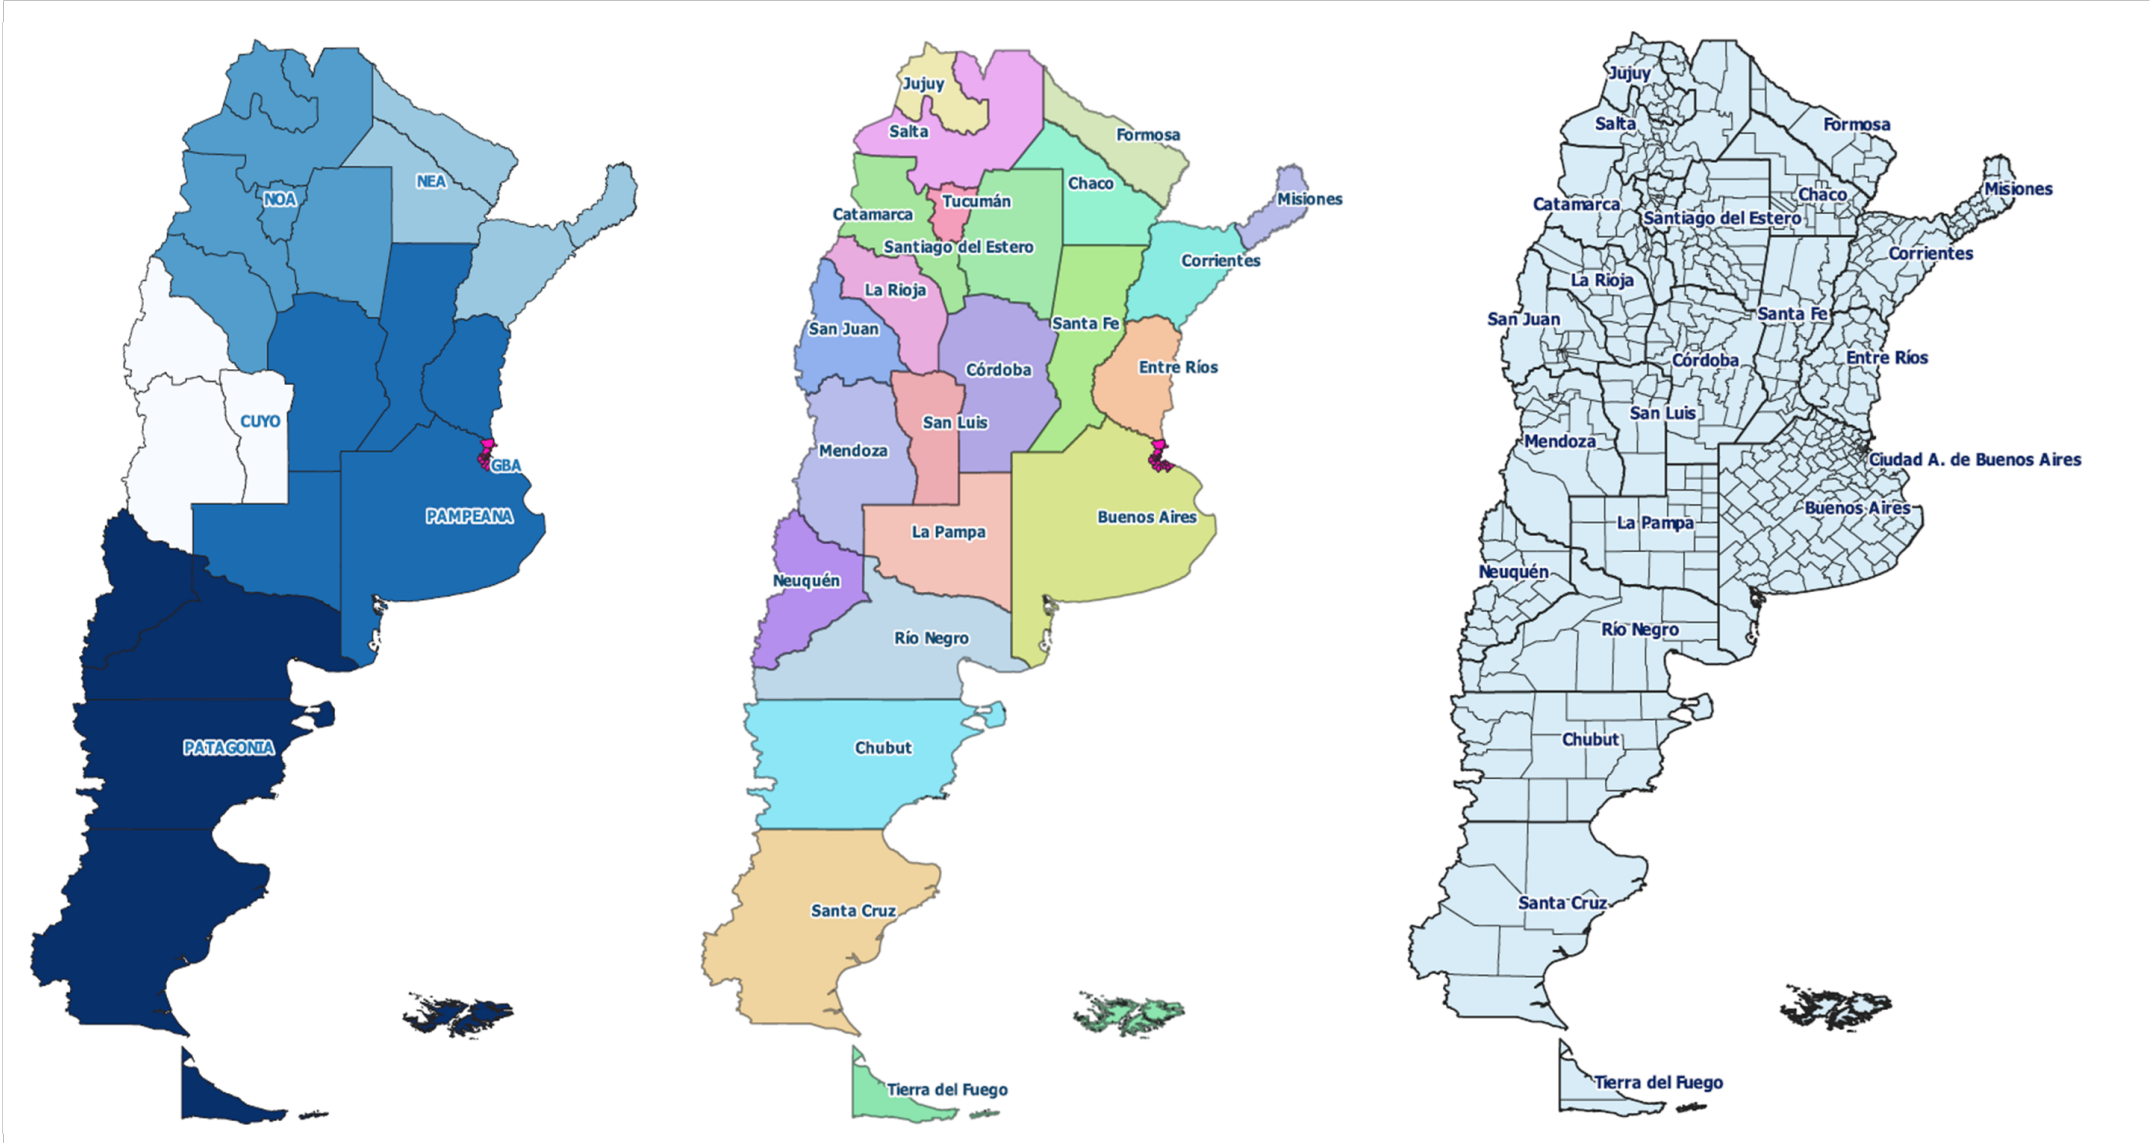 NOA
NEA
CUYO
GBA
PAMPEANA
PATAGONIA
Jujuy
Salta
Formosa
Chaco
Misiones
Tucumán
Catamarca
Santiago del Estero
Corrientes
La Rioja
San Juan
Santa Fe
Córdoba
Entre Ríos
San Luis
Mendoza
Buenos Aires
La Pampa
Neuquén
Río Negro
Chubut
Santa Cruz
Tierra del Fuego
Jujuy
Salta
Formosa
Misiones
Chaco
Catamarca
Santiago del Estero
Corrientes
La Rioja
Santa Fe
San Juan
Entre Ríos
Córdoba
San Luis
Mendoza
Ciudad A. de Buenos Aires
Buenos Aires
La Pampa
Neuquén
Río Negro
Chubut
Santa Cruz
Tierra del Fuego